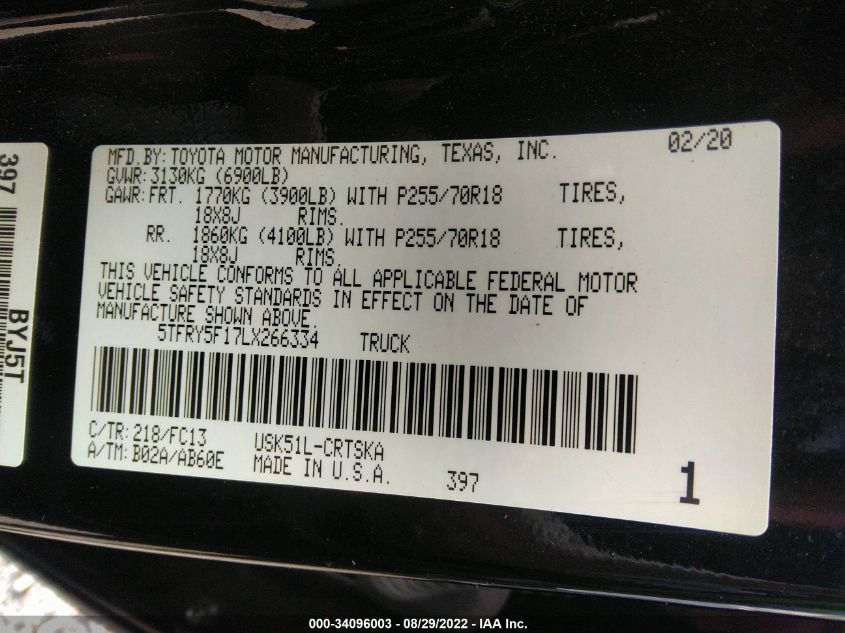 MFD.BY: TOYOTA MOTOR MANUFACTURING, TEXAS, INC. 02/20
GVWR: 3130KG (6900LB)
GAWR: FRT. 1770KG (3900LB) WITH P255/70R18 TIRES,
18X8J RIMS.
RR. 1860KG (4100LB) WITH P255/70R18 TIRES,
18X8J RIMS.
THIS VEHICLE CONFORMS TO ALL APPLICABLE FEDERAL MOTOR
VEHICLE SAFETY STANDARDS IN EFFECT ON THE DATE OF
MANUFACTURE SHOWN ABOVE.
5TFRY5F17LX266334 TRUCK
C/TR: 218/FC13 USK51L-CRTSKA
A/TM: B02A/AB60E MADE IN U.S.A. 397 1
397
BYJ5T
000-34096003 - 08/29/2022 - IAA Inc.